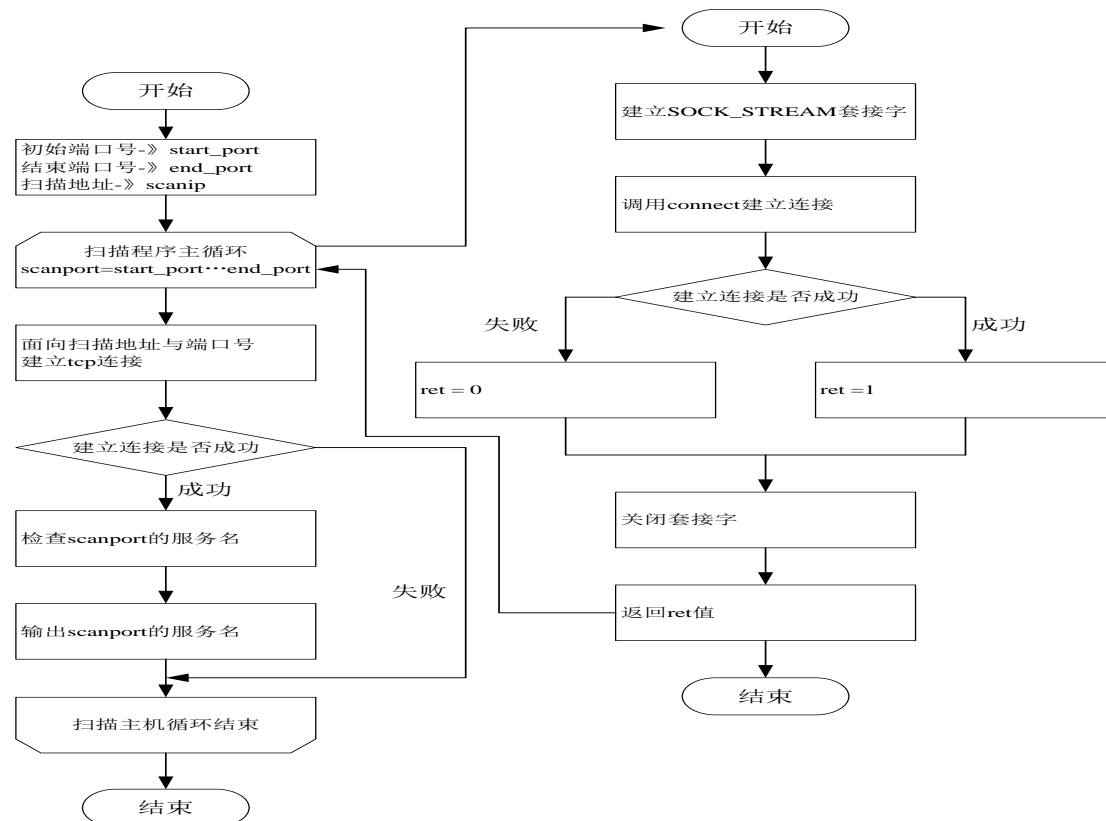 开始
初始端口号-》start_port
结束端口号-》end_port
扫描地址-》scanip
扫描程序主循环
scanport=start_port…end_port
面向扫描地址与端口号
建立tcp连接
建立连接是否成功
成功
失败
检查scanport的服务名
输出scanport的服务名
扫描主机循环结束
结束
开始
建立SOCK_STREAM套接字
调用connect建立连接
建立连接是否成功
失败
成功
ret = 0
ret =1
关闭套接字
返回ret值
结束